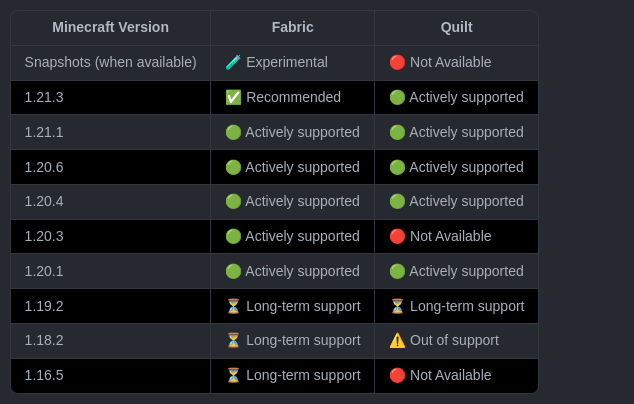 Minecraft Version Fabric Quilt
Snapshots (when available) 🧪 Experimental 🔴 Not Available
1.21.3 ✅ Recommended 🟢 Actively supported
1.21.1 🟢 Actively supported 🟢 Actively supported
1.20.6 🟢 Actively supported 🟢 Actively supported
1.20.4 🟢 Actively supported 🟢 Actively supported
1.20.3 🟢 Actively supported 🔴 Not Available
1.20.1 🟢 Actively supported 🟢 Actively supported
1.19.2 ⏳ Long-term support ⏳ Long-term support
1.18.2 ⏳ Long-term support ⚠️ Out of support
1.16.5 ⏳ Long-term support 🔴 Not Available